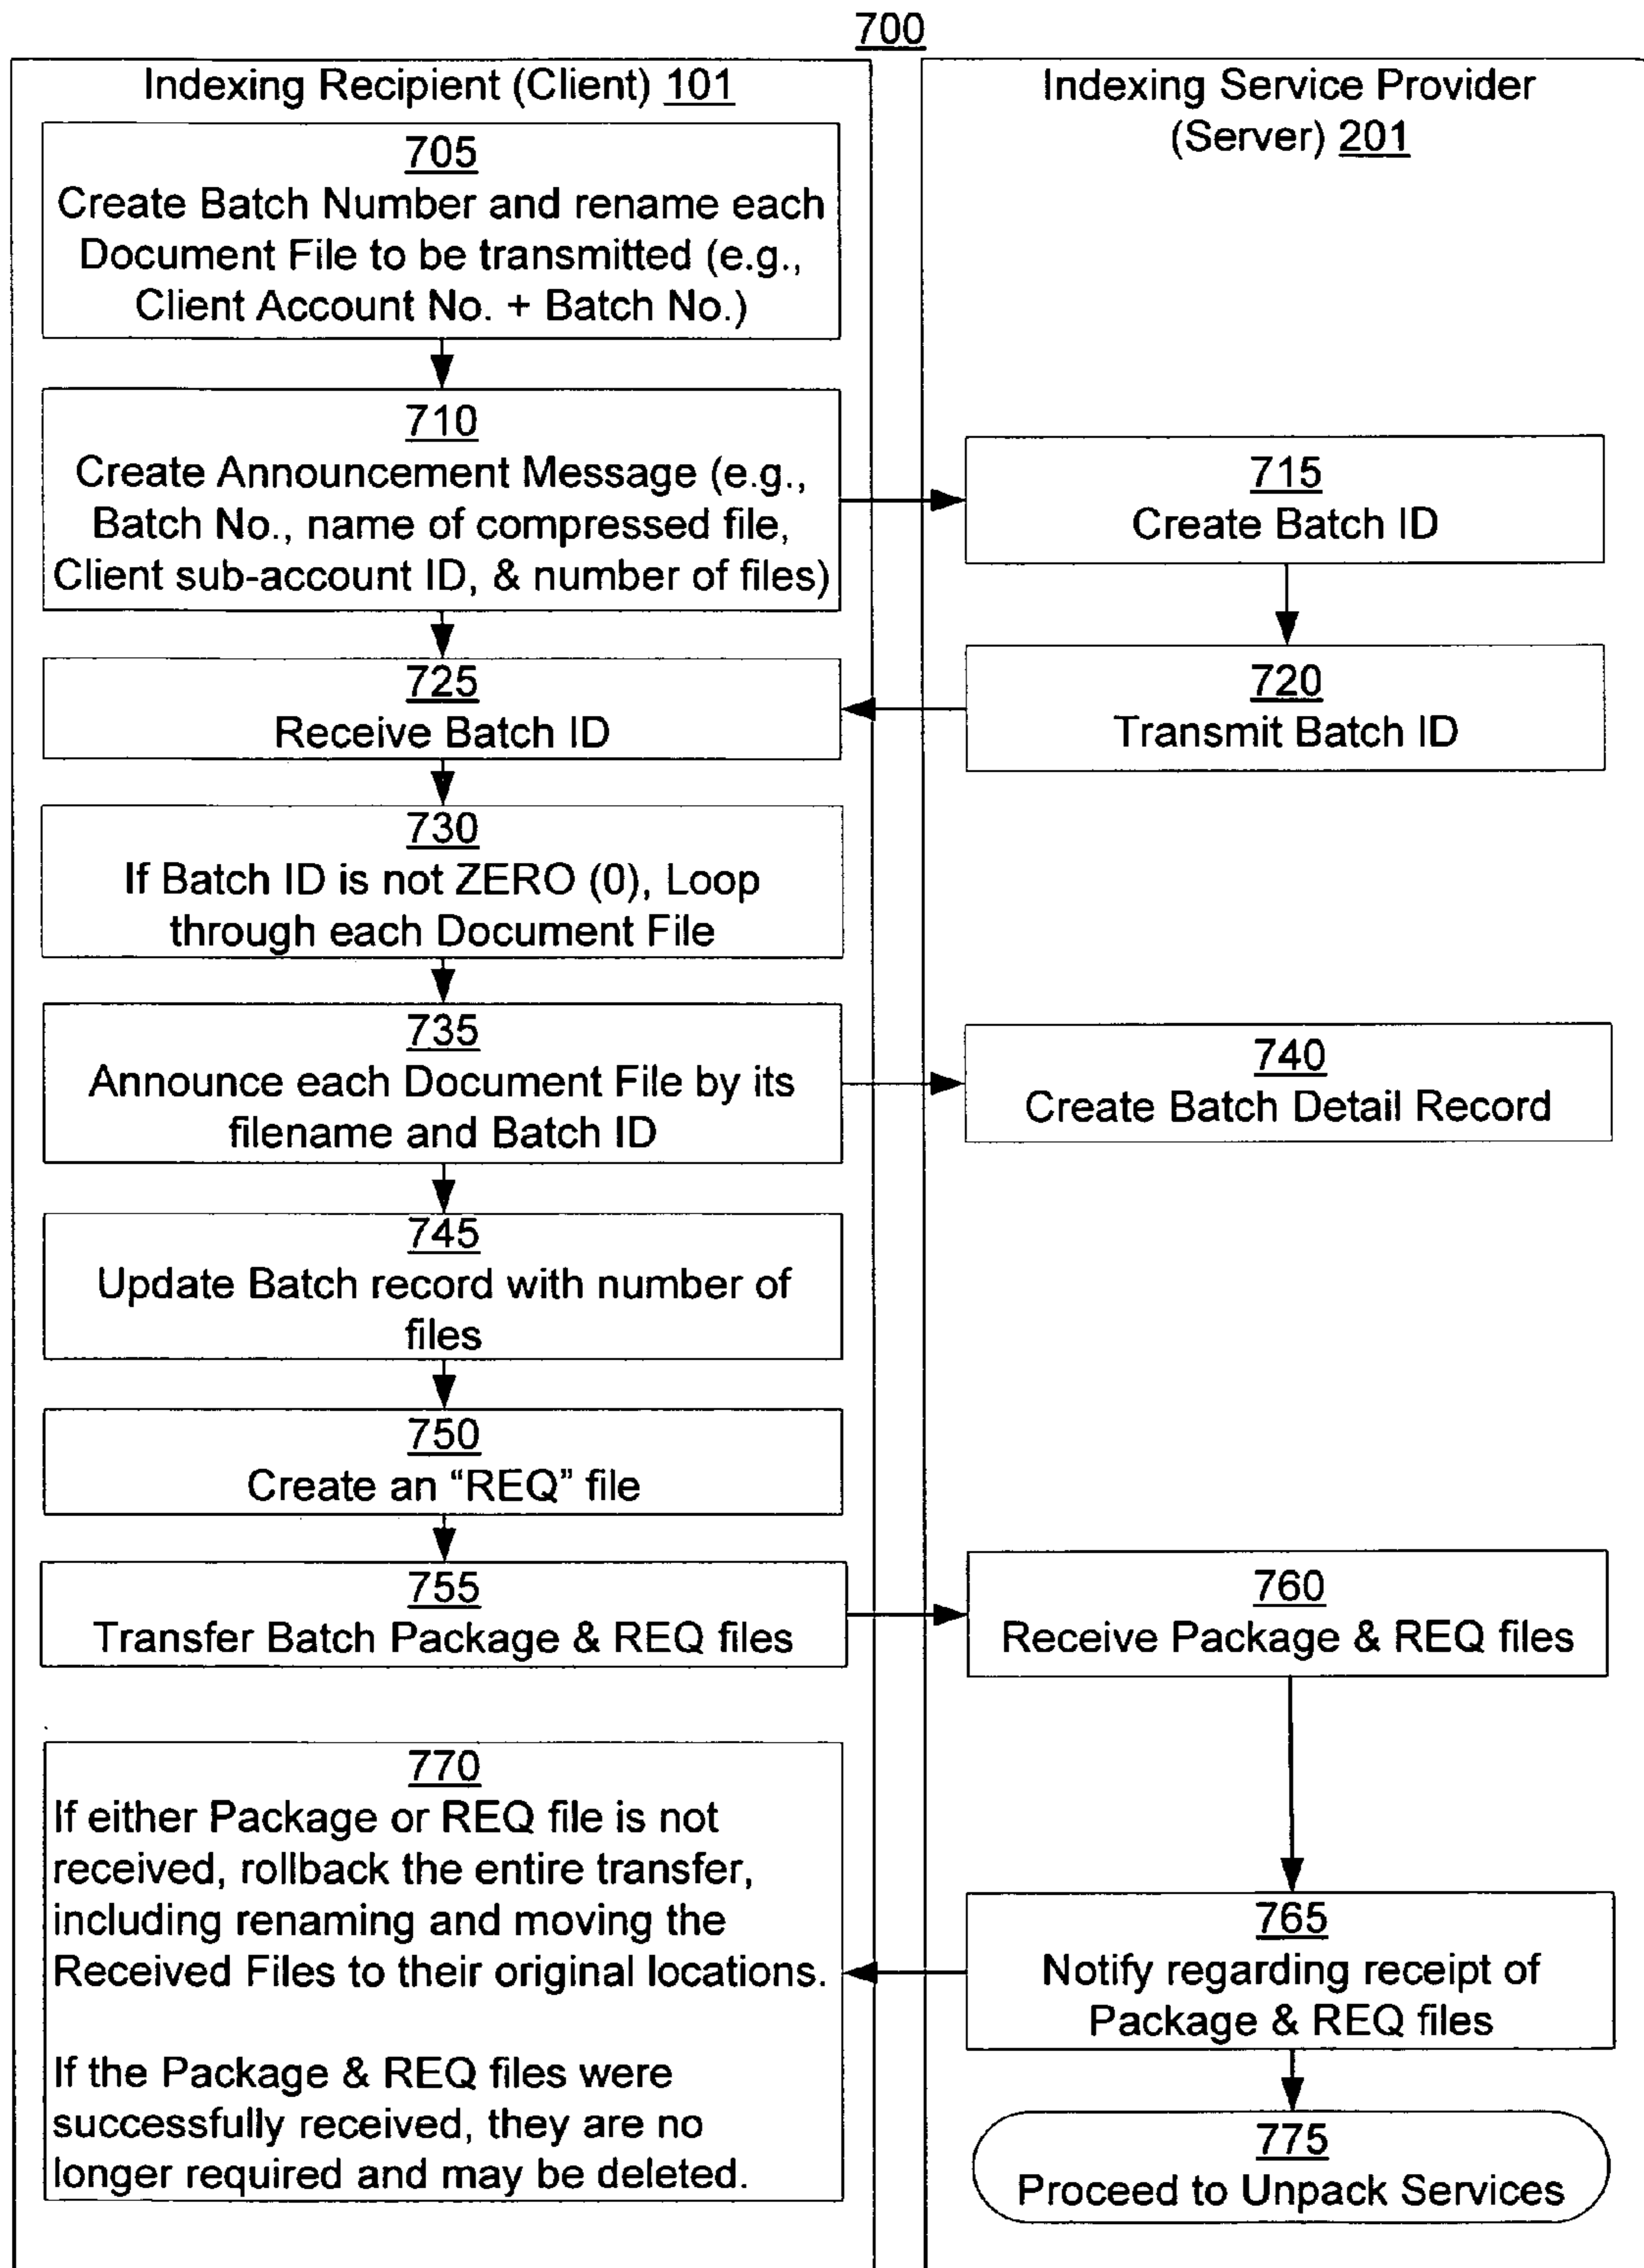 700
Indexing Recipient (Client) 101
Indexing Service Provider
(Server) 201
705
Create Batch Number and rename each
Document File to be transmitted (e.g.,
Client Account No. + Batch No.)
710
Create Announcement Message (e.g.,
Batch No., name of compressed file,
Client sub-account ID, & number of files)
715
Create Batch ID
720
Transmit Batch ID
725
Receive Batch ID
730
If Batch ID is not ZERO (0), Loop
through each Document File
735
Announce each Document File by its
filename and Batch ID
740
Create Batch Detail Record
745
Update Batch record with number of
files
750
Create an “REQ” file
755
Transfer Batch Package & REQ files
760
Receive Package & REQ files
765
Notify regarding receipt of
Package & REQ files
770
If either Package or REQ file is not
received, rollback the entire transfer,
including renaming and moving the
Received Files to their original locations.
If the Package & REQ files were
successfully received, they are no
longer required and may be deleted.
775
Proceed to Unpack Services